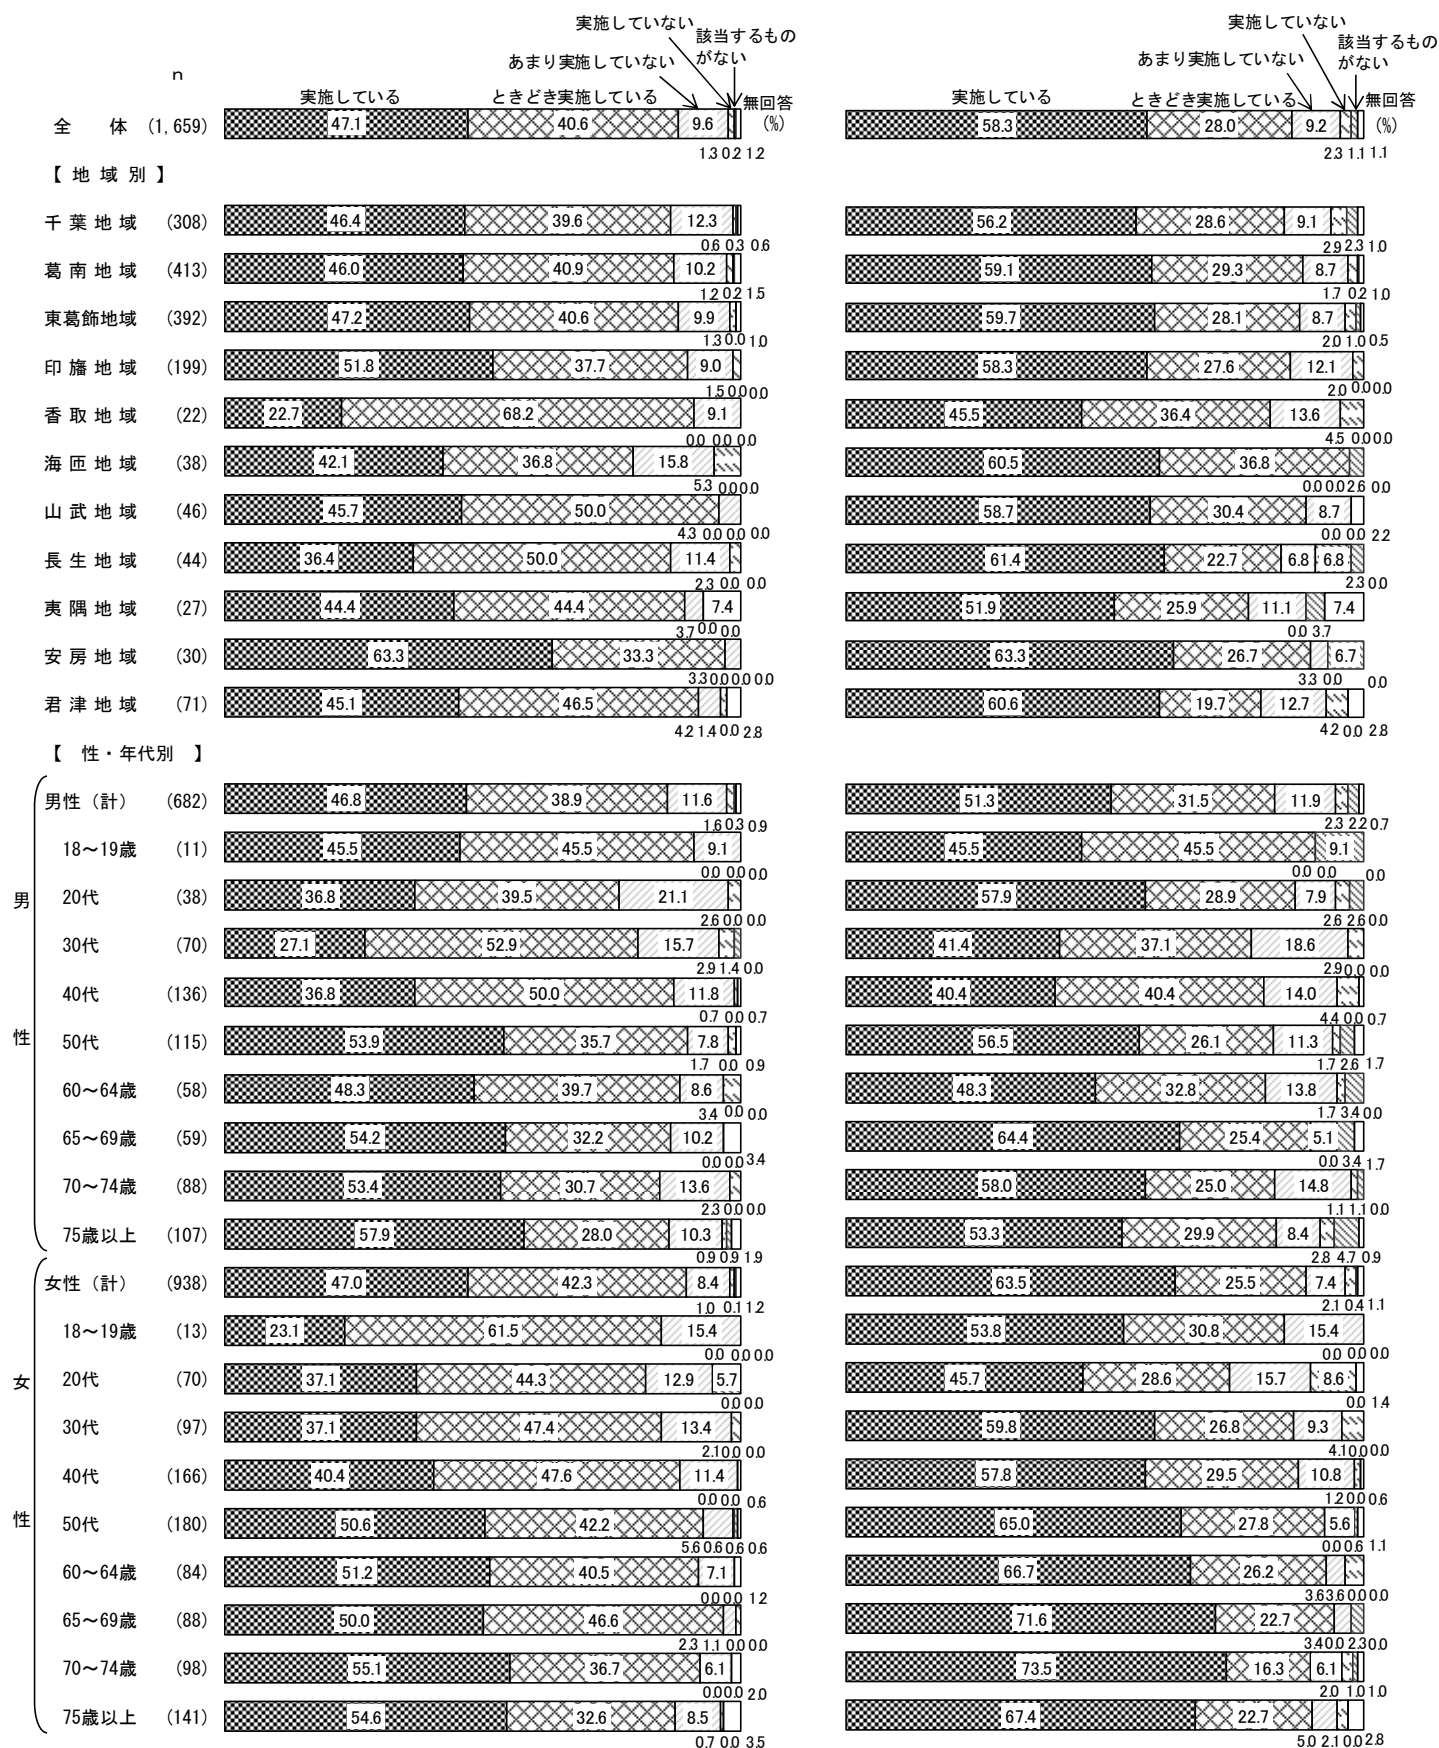 実施していない 実施していない
該当するもの 該当するもの
あまり実施していない がない あまり実施していない がない
n
実施している ときどき実施している 無回答 実施している ときどき実施している 無回答
全 体 (1,659) 47.1 40.6 9.6 (%) 58.3 28.0 9.2 (%)
1.3 0.2 1.2 2.3 1.1 1.1
【 地 域 別 】
千 葉 地 域 (308) 46.4 39.6 12.3 56.2 28.6 9.1
0.6 0.3 0.6 2.9 2.3 1.0
葛 南 地 域 (413) 46.0 40.9 10.2 59.1 29.3 8.7
1.2 0.2 1.5 1.7 0.2 1.0
東葛飾地域 (392) 47.2 40.6 9.9 59.7 28.1 8.7
1.3 0.0 1.0 2.0 1.0 0.5
印 旛 地 域 (199) 51.8 37.7 9.0 58.3 27.6 12.1
1.5 0.0 0.0 2.0 0.0 0.0
香 取 地 域 (22) 22.7 68.2 9.1 45.5 36.4 13.6
0.0 0.0 0.0 4.5 0.0 0.0
海 匝 地 域 (38) 42.1 36.8 15.8 60.5 36.8
5.3 0.0 0.0 0.0 0.0 2.6 0.0
山 武 地 域 (46) 45.7 50.0 58.7 30.4 8.7
4.3 0.0 0.0 0.0 0.0 0.0 2.2
長 生 地 域 (44) 36.4 50.0 11.4 61.4 22.7 6.8 6.8
2.3 0.0 0.0 2.3 0.0
夷 隅 地 域 (27) 44.4 44.4 7.4 51.9 25.9 11.1 7.4
3.7 0.0 0.0 0.0 3.7
安 房 地 域 (30) 63.3 33.3 63.3 26.7 6.7
3.3 0.0 0.0 0.0 3.3 0.0 0.0
君 津 地 域 (71) 45.1 46.5 60.6 19.7 12.7
4.2 1.4 0.0 2.8 4.2 0.0 2.8
【 性・年代別 】
男性(計) (682) 46.8 38.9 11.6 51.3 31.5 11.9
1.6 0.3 0.9 2.3 2.2 0.7
18~19歳 (11) 45.5 45.5 9.1 45.5 45.5 9.1
0.0 0.0 0.0 0.0 0.0 0.0
男 20代 (38) 36.8 39.5 21.1 57.9 28.9 7.9
2.6 0.0 0.0 2.6 2.6 0.0
30代 (70) 27.1 52.9 15.7 41.4 37.1 18.6
2.9 1.4 0.0 2.9 0.0 0.0
40代 (136) 36.8 50.0 11.8 40.4 40.4 14.0
0.7 0.0 0.7 4.4 0.0 0.7
性 50代 (115) 53.9 35.7 7.8 56.5 26.1 11.3
1.7 0.0 0.9 1.7 2.6 1.7
60~64歳 (58) 48.3 39.7 8.6 48.3 32.8 13.8
3.4 0.0 0.0 1.7 3.4 0.0
65~69歳 (59) 54.2 32.2 10.2 64.4 25.4 5.1
0.0 0.0 3.4 0.0 3.4 1.7
70~74歳 (88) 53.4 30.7 13.6 58.0 25.0 14.8
2.3 0.0 0.0 1.1 1.1 0.0
75歳以上 (107) 57.9 28.0 10.3 53.3 29.9 8.4
0.9 0.9 1.9 2.8 4.7 0.9
女性(計) (938) 47.0 42.3 8.4 63.5 25.5 7.4
1.0 0.1 1.2 2.1 0.4 1.1
18~19歳 (13) 23.1 61.5 15.4 53.8 30.8 15.4
0.0 0.0 0.0 0.0 0.0 0.0
女 20代 (70) 37.1 44.3 12.9 5.7 45.7 28.6 15.7 8.6
0.0 0.0 0.0 1.4
30代 (97) 37.1 47.4 13.4 59.8 26.8 9.3
2.1 0.0 0.0 4.1 0.0 0.0
40代 (166) 40.4 47.6 11.4 57.8 29.5 10.8
0.0 0.0 0.6 1.2 0.0 0.6
性 50代 (180) 50.6 42.2 65.0 27.8 5.6
5.6 0.6 0.6 0.6 0.0 0.6 1.1
60~64歳 (84) 51.2 40.5 7.1 66.7 26.2
0.0 0.0 1.2 3.6 3.6 0.0 0.0
65~69歳 (88) 50.0 46.6 71.6 22.7
2.3 1.1 0.0 0.0 3.4 0.0 2.3 0.0
70~74歳 (98) 55.1 36.7 6.1 73.5 16.3 6.1
0.0 0.0 2.0 2.0 1.0 1.0
75歳以上 (141) 54.6 32.6 8.5 67.4 22.7
0.7 0.0 3.5 5.0 2.1 0.0 2.8